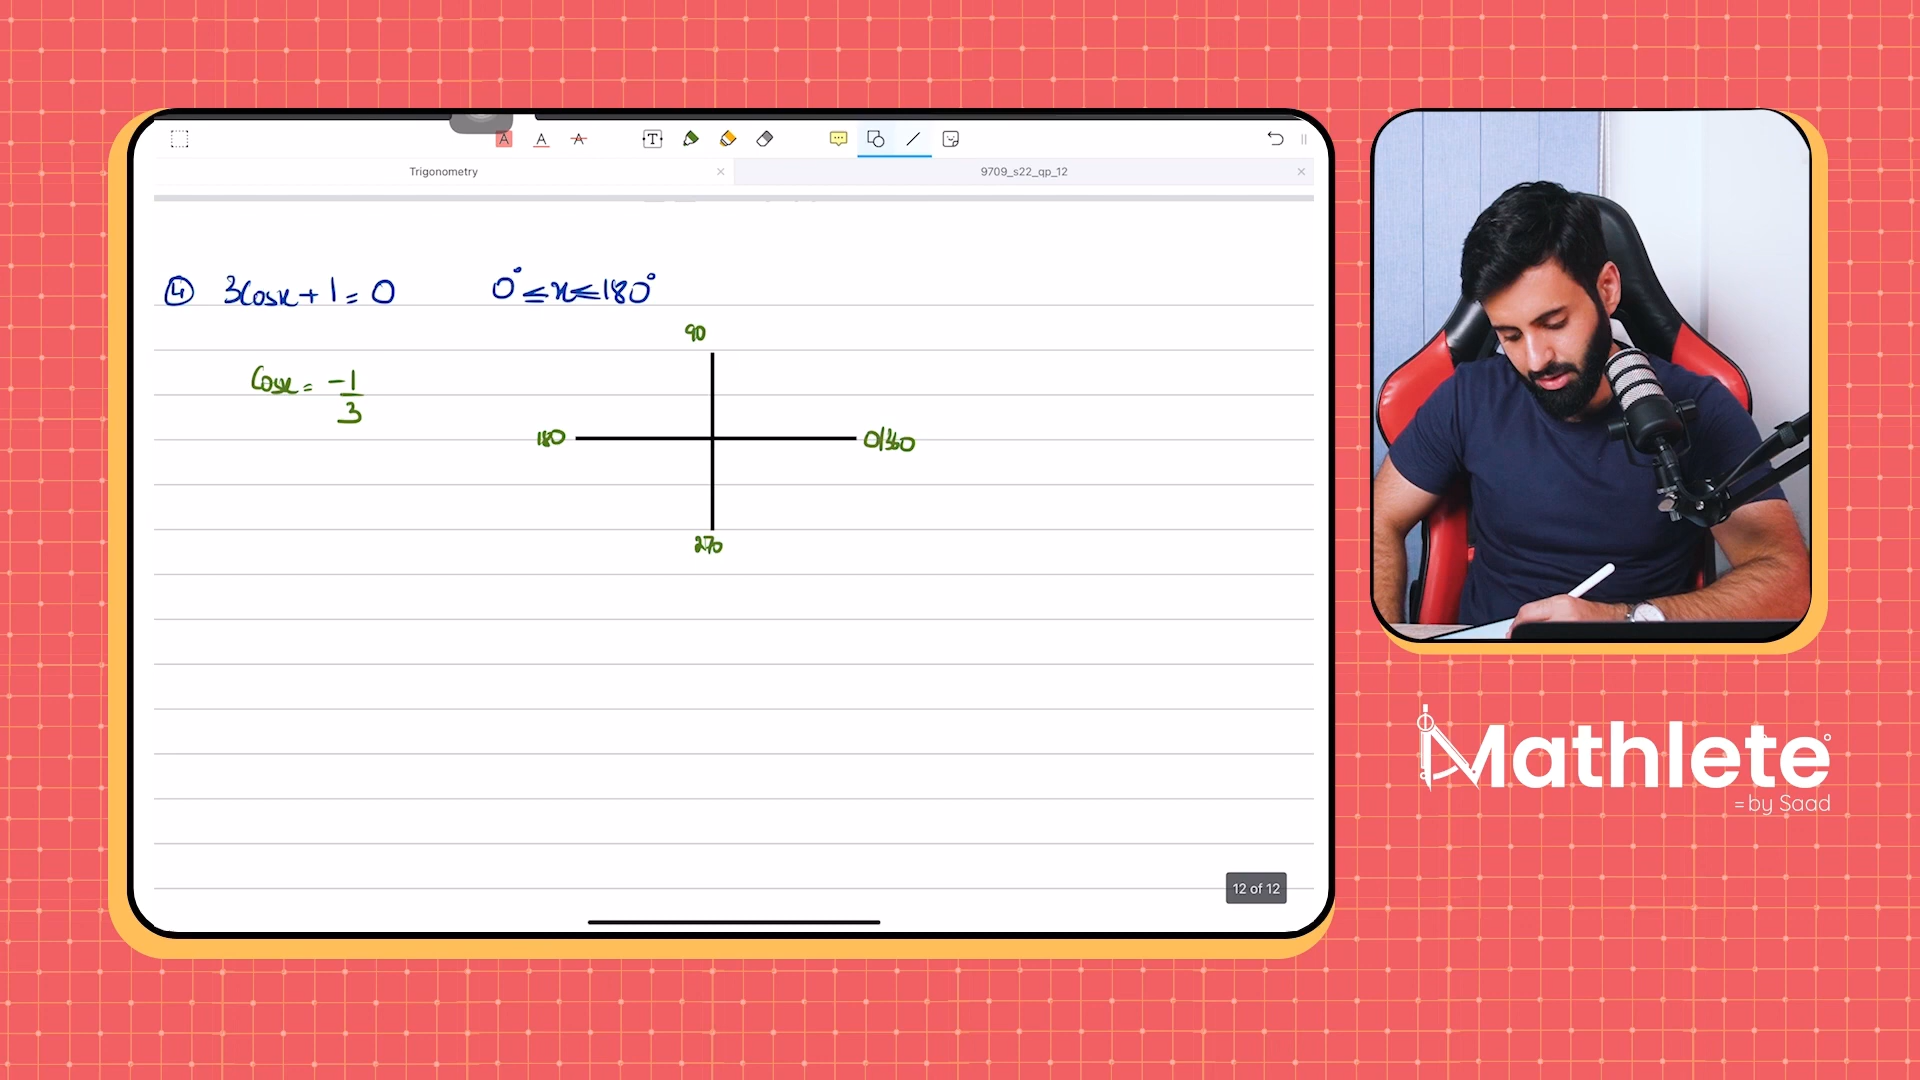 A A A T
Trigonometry × 9709_s22_qp_12 ×
④ 3Cosx + 1 = 0 0° ≤ x ≤ 180°
90
Cosx = -1/3
180 0/360
270
12 of 12
Mathlete
= by Saad